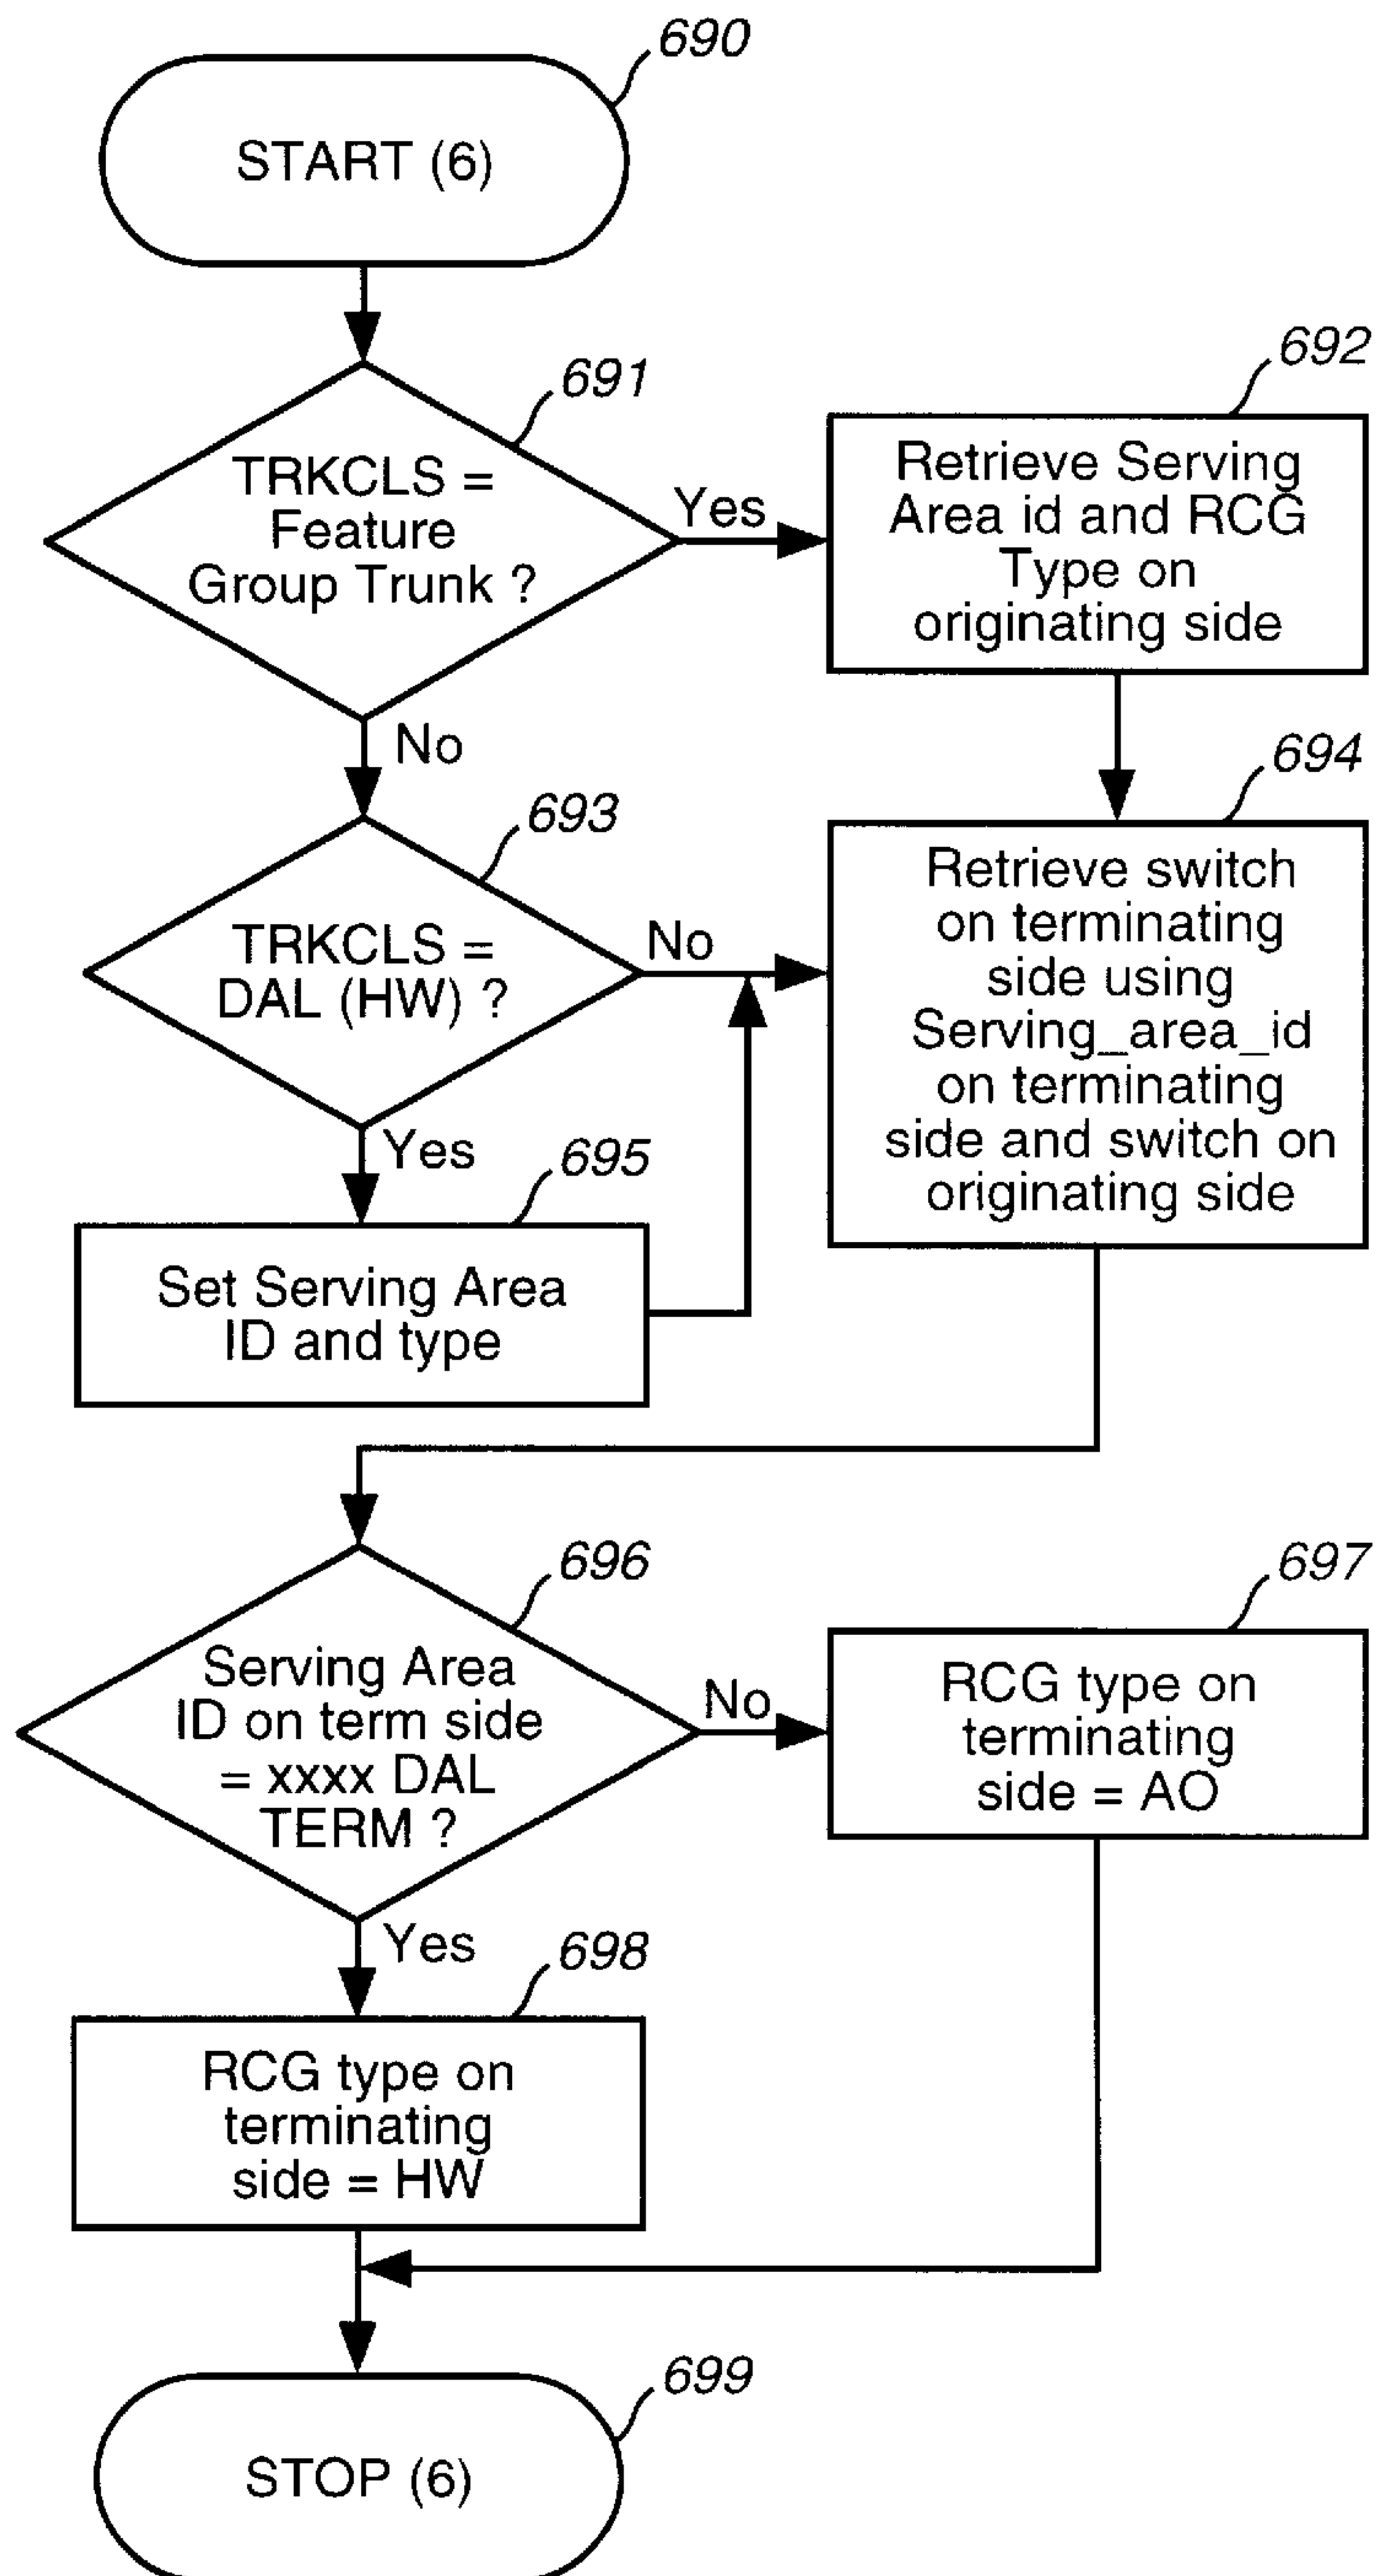 690
START (6)
691
TRKCLS =
Feature
Group Trunk ?
Yes
692
Retrieve Serving
Area id and RCG
Type on
originating side
No
693
TRKCLS =
DAL (HW) ?
No
694
Retrieve switch
on terminating
side using
Serving_area_id
on terminating
side and switch on
originating side
Yes
695
Set Serving Area
ID and type
696
Serving Area
ID on term side
= xxxx DAL
TERM ?
No
697
RCG type on
terminating
side = AO
Yes
698
RCG type on
terminating
side = HW
699
STOP (6)